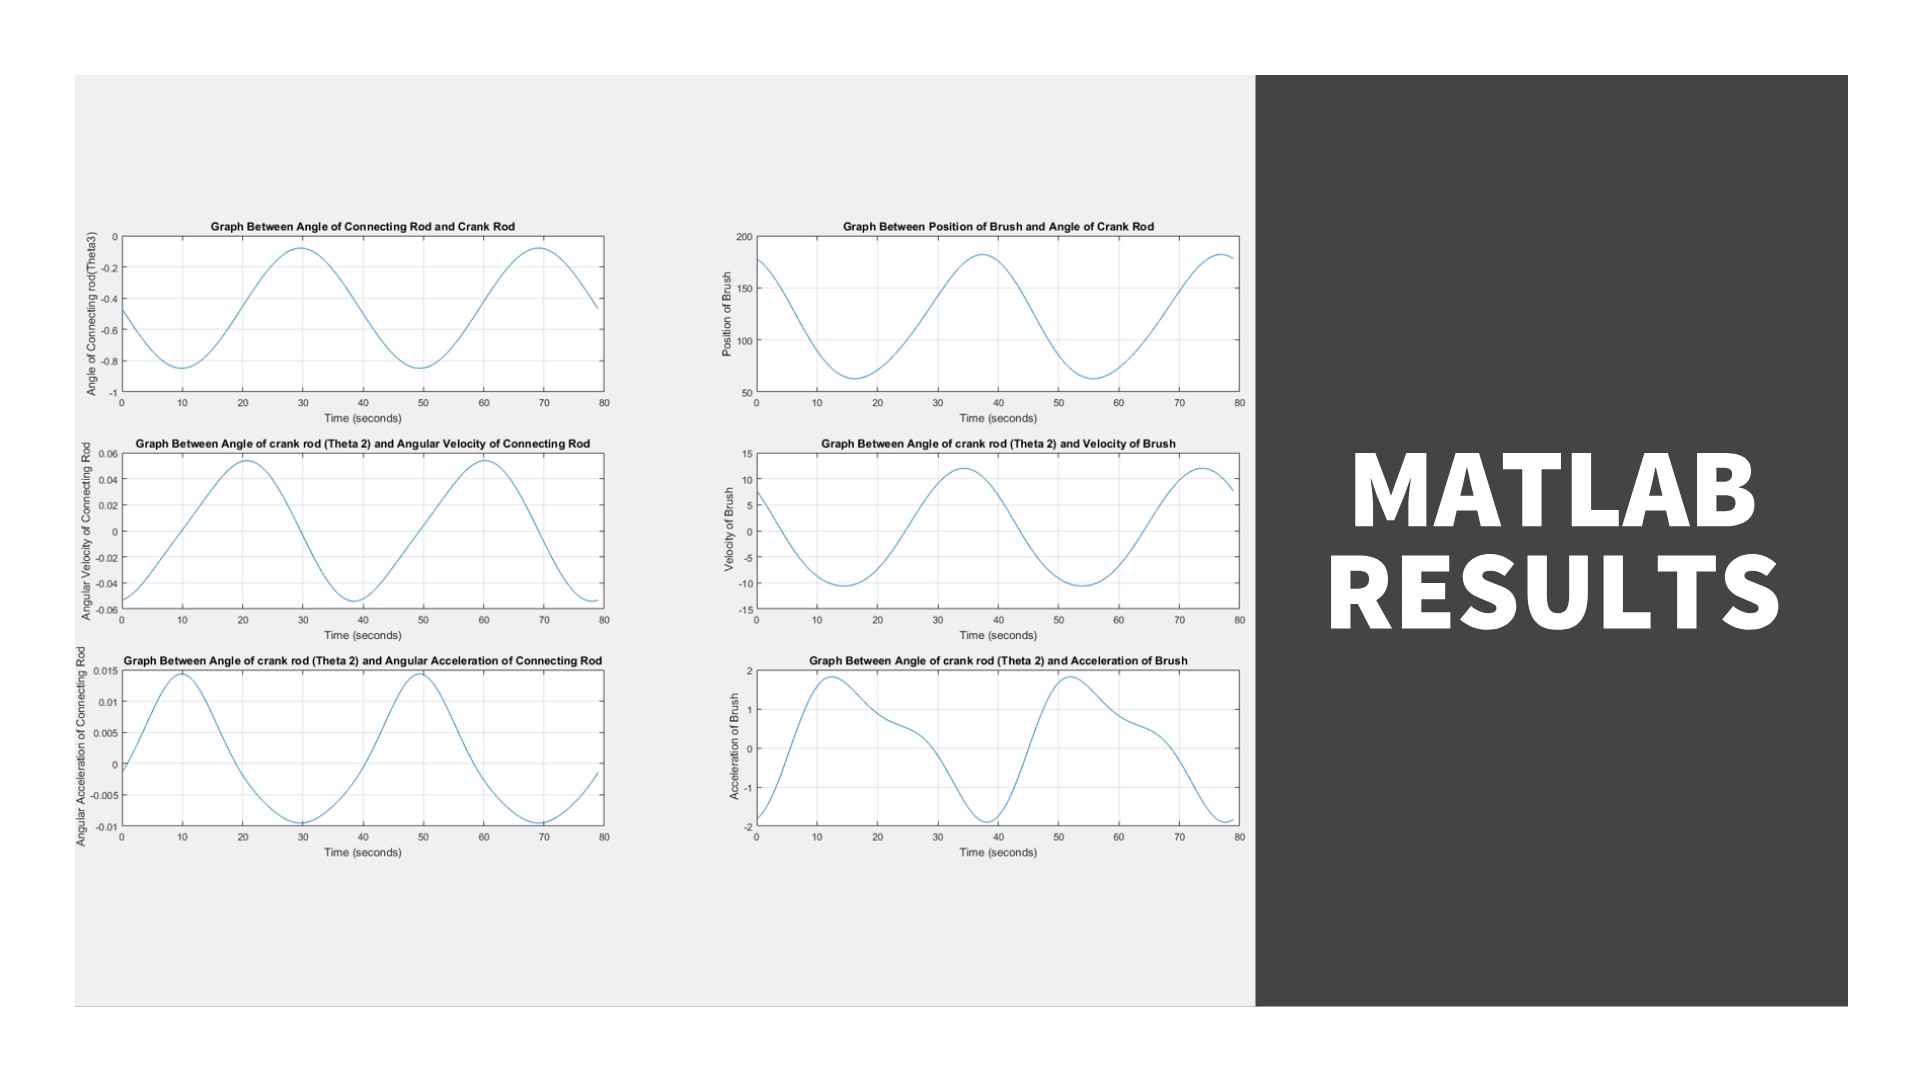 Graph Between Angle of Connecting Rod and Crank Rod
Angle of Connecting rod(Theta3)
0
-0.2
-0.4
-0.6
-0.8
-1
0 10 20 30 40 50 60 70 80
Time (seconds)
Graph Between Position of Brush and Angle of Crank Rod
Position of Brush
200
150
100
50
0 10 20 30 40 50 60 70 80
Time (seconds)
Graph Between Angle of crank rod (Theta 2) and Angular Velocity of Connecting Rod
Angular Velocity of Connecting Rod
0.06
0.04
0.02
0
-0.02
-0.04
-0.06
0 10 20 30 40 50 60 70 80
Time (seconds)
Graph Between Angle of crank rod (Theta 2) and Velocity of Brush
Velocity of Brush
15
10
5
0
-5
-10
-15
0 10 20 30 40 50 60 70 80
Time (seconds)
Graph Between Angle of crank rod (Theta 2) and Angular Acceleration of Connecting Rod
Angular Acceleration of Connecting Rod
0.015
0.01
0.005
0
-0.005
-0.01
0 10 20 30 40 50 60 70 80
Time (seconds)
Graph Between Angle of crank rod (Theta 2) and Acceleration of Brush
Acceleration of Brush
2
1
0
-1
-2
0 10 20 30 40 50 60 70 80
Time (seconds)
MATLAB
RESULTS